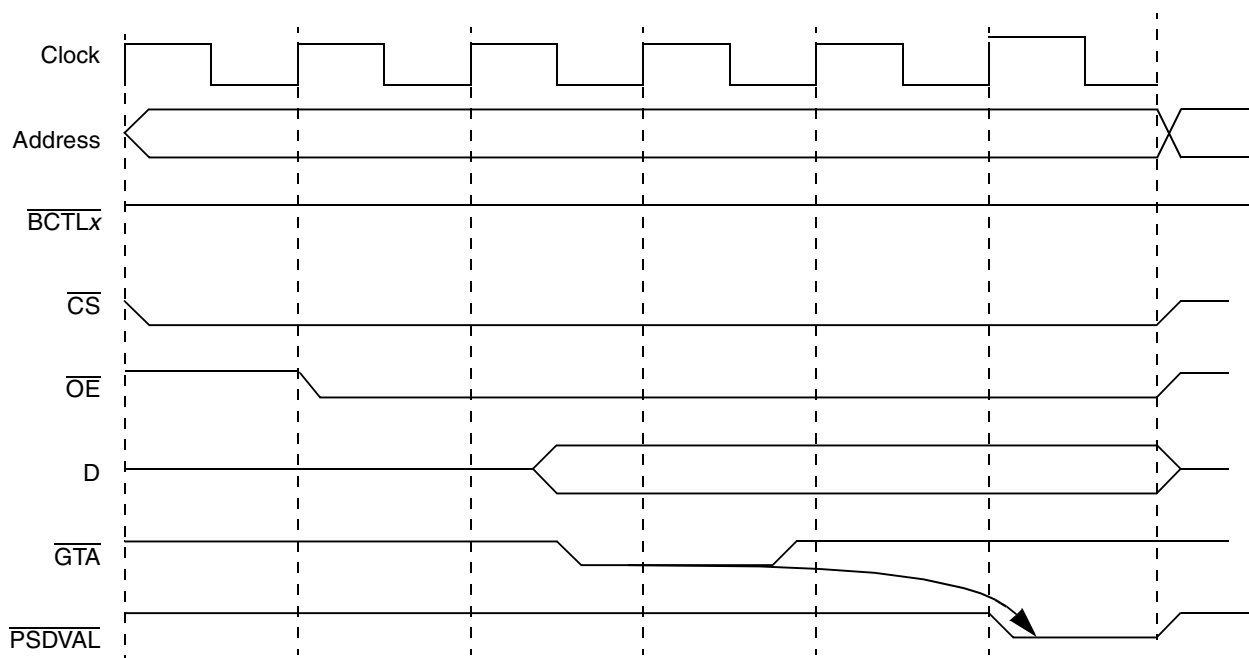 Clock
Address
BCTLx
CS
OE
D
GTA
PSDVAL